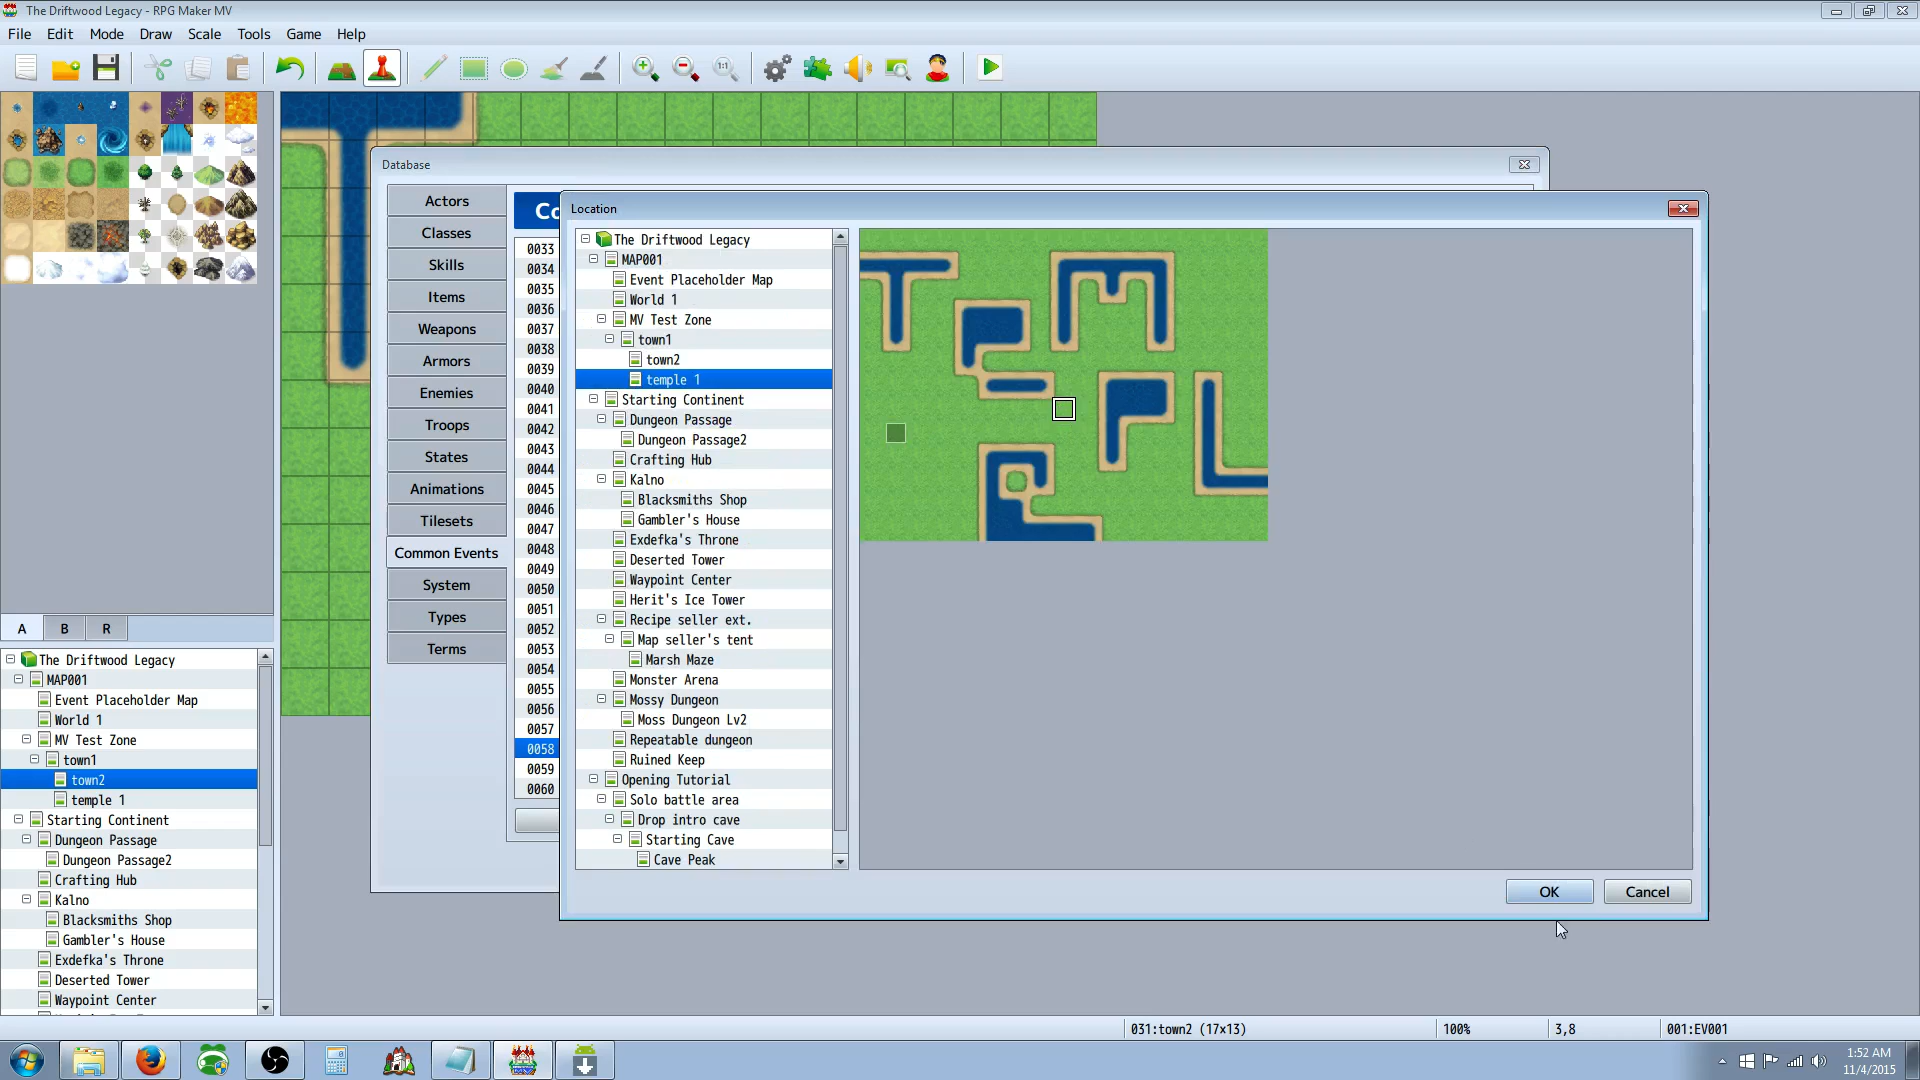 The Driftwood Legacy - RPG Maker MV
File Edit Mode Draw Scale Tools Game Help
1:1
Database
Actors
Classes
Skills
Items
Weapons
Armors
Enemies
Troops
States
Animations
Tilesets
Common Events
System
Types
Terms
Co
0033
0034
0035
0036
0037
0038
0039
0040
0041
0042
0043
0044
0045
0046
0047
0048
0049
0050
0051
0052
0053
0054
0055
0056
0057
0058
0059
0060
Location
The Driftwood Legacy
MAP001
Event Placeholder Map
World 1
MV Test Zone
town1
town2
temple 1
Starting Continent
Dungeon Passage
Dungeon Passage2
Crafting Hub
Kalno
Blacksmiths Shop
Gambler's House
Exdefka's Throne
Deserted Tower
Waypoint Center
Herit's Ice Tower
Recipe seller ext.
Map seller's tent
Marsh Maze
Monster Arena
Mossy Dungeon
Moss Dungeon Lv2
Repeatable dungeon
Ruined Keep
Opening Tutorial
Solo battle area
Drop intro cave
Starting Cave
Cave Peak
OK Cancel
A B R
The Driftwood Legacy
MAP001
Event Placeholder Map
World 1
MV Test Zone
town1
town2
temple 1
Starting Continent
Dungeon Passage
Dungeon Passage2
Crafting Hub
Kalno
Blacksmiths Shop
Gambler's House
Exdefka's Throne
Deserted Tower
Waypoint Center
031:town2 (17×13) 100% 3,8 001:EV001
1:52 AM
11/4/2015